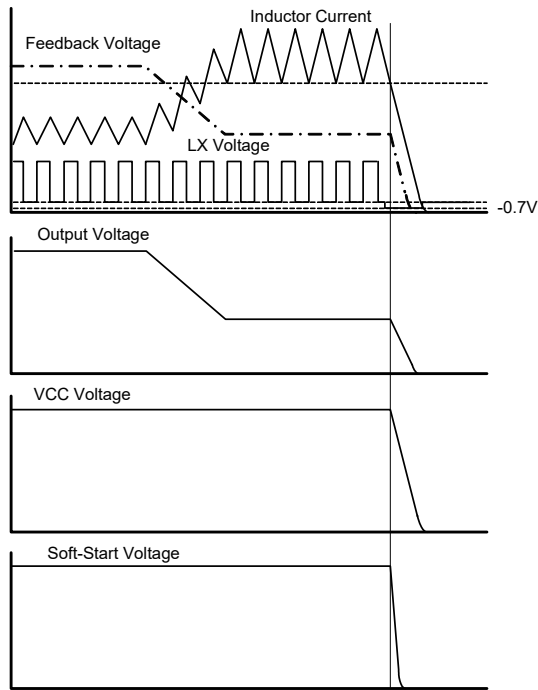 Inductor Current
Feedback Voltage
LX Voltage
-0.7V
Output Voltage
VCC Voltage
Soft-Start Voltage